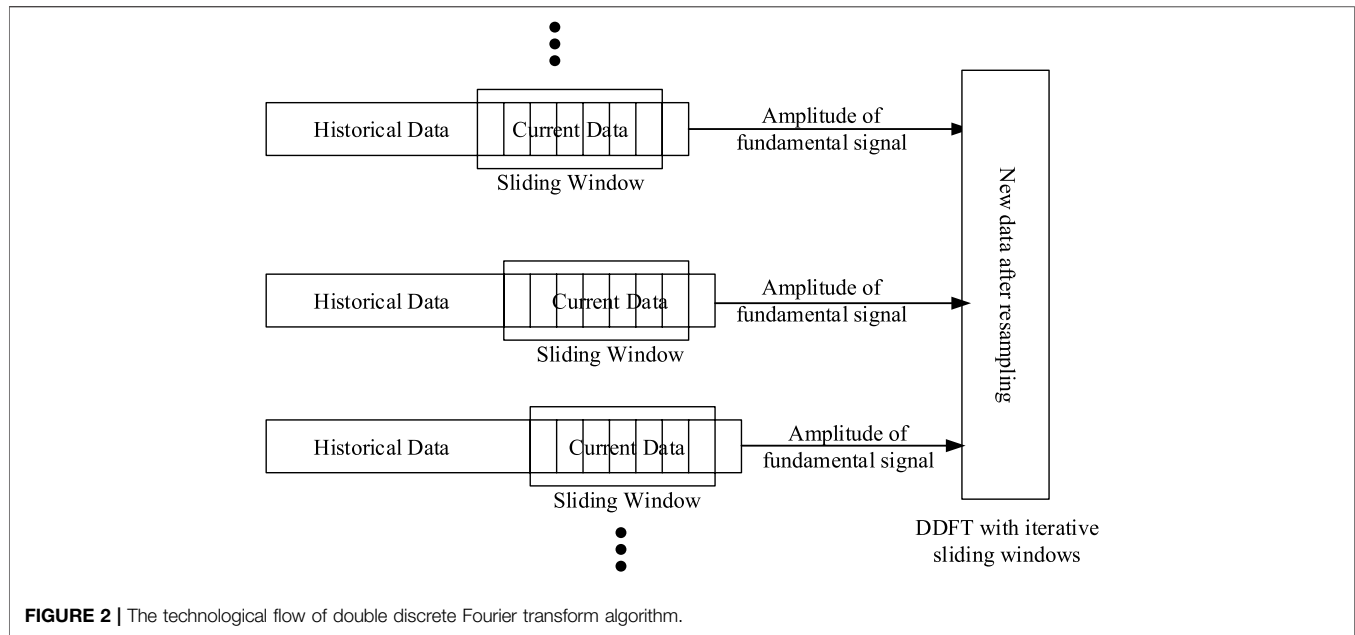 Historical Data
Current Data
Sliding Window
Amplitude of
fundamental signal
Historical Data
Current Data
Sliding Window
Amplitude of
fundamental signal
Historical Data
Current Data
Sliding Window
Amplitude of
fundamental signal
New data after resampling
DDFT with iterative
sliding windows
FIGURE 2 | The technological flow of double discrete Fourier transform algorithm.